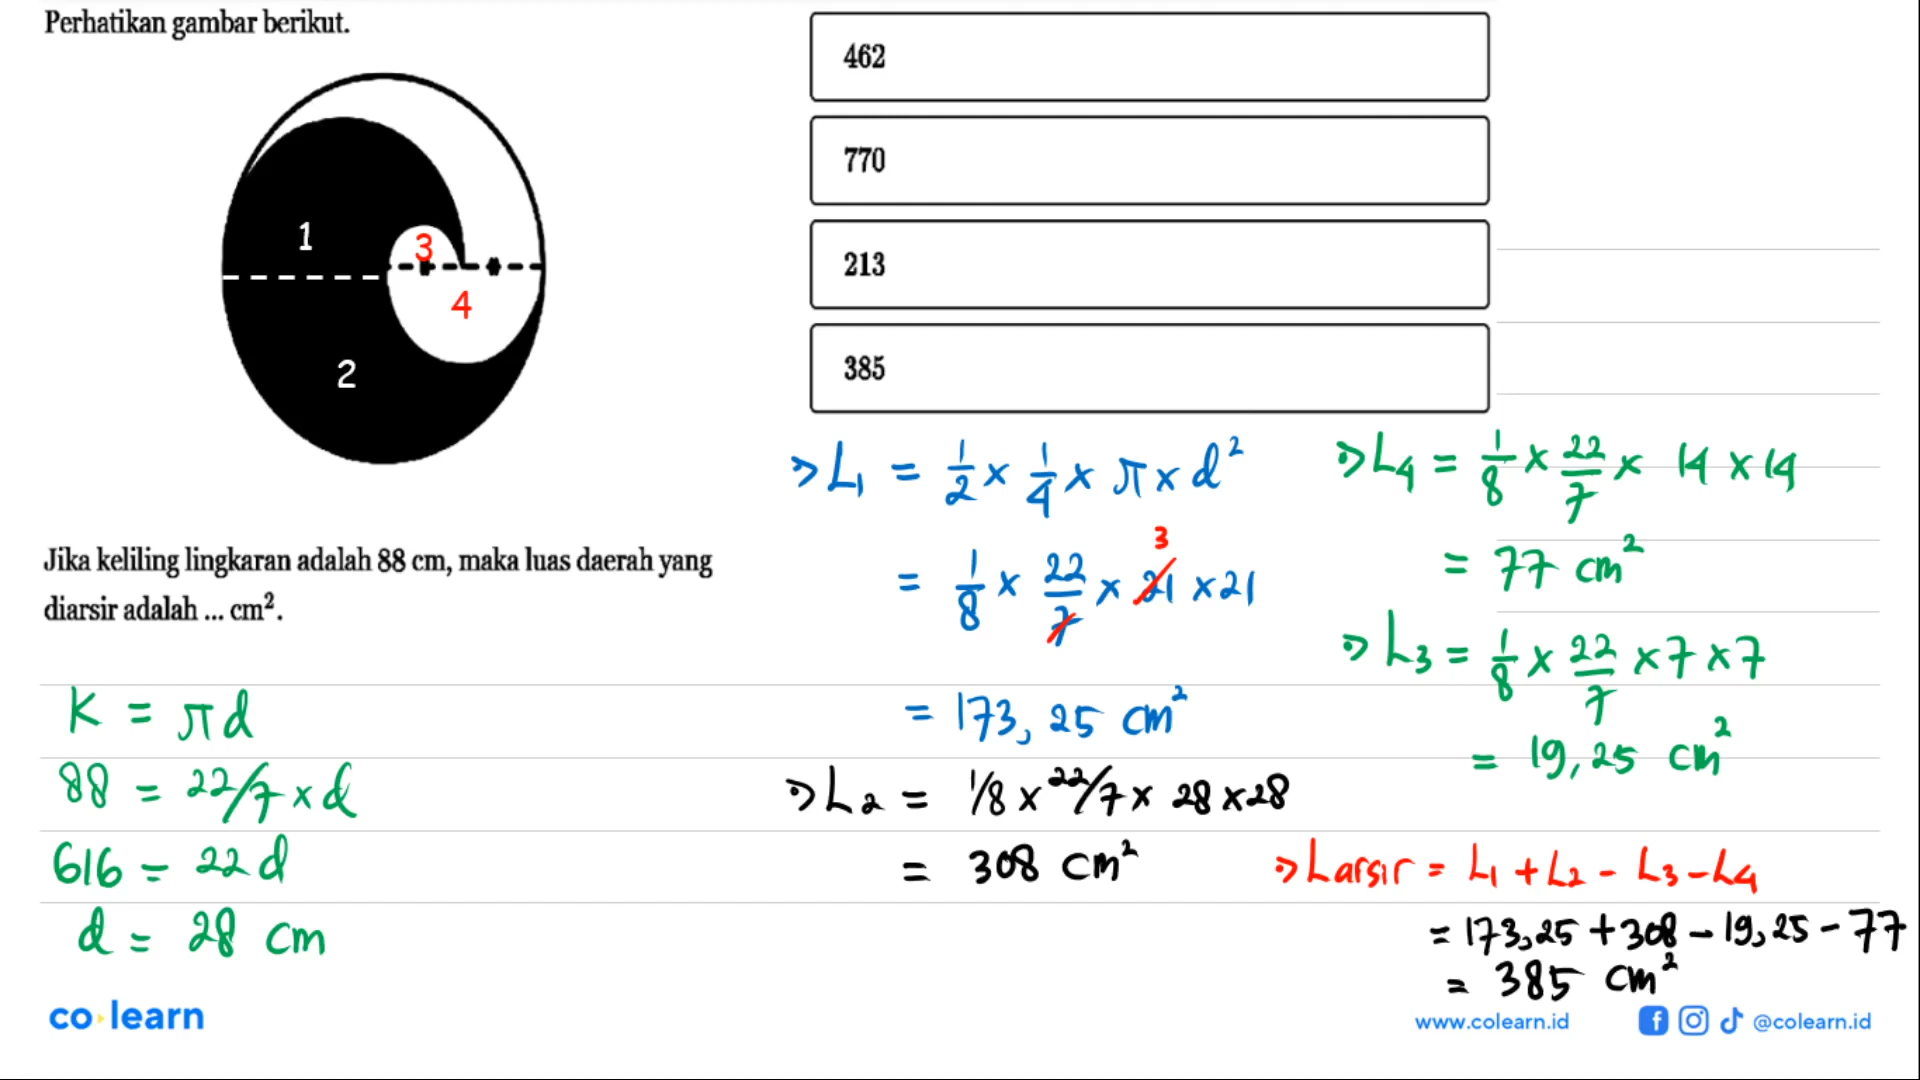 Perhatikan gambar berikut.
1
3
4
2
Jika keliling lingkaran adalah 88 cm, maka luas daerah yang
diarsir adalah ... cm².
462
770
213
385
K = πd
88 = 22/7 × d
616 = 22 d
d = 28 cm
⇒ L₁ = 1/2 × 1/4 × π × d²
3
= 1/8 × 22/7 × 21 × 21
= 173,25 cm²
⇒ L₂ = 1/8 × 22/7 × 28 × 28
= 308 cm²
⇒ L₄ = 1/8 × 22/7 × 14 × 14
= 77 cm²
⇒ L₃ = 1/8 × 22/7 × 7 × 7
= 19,25 cm²
⇒ Larsir = L₁ + L₂ - L₃ - L₄
= 173,25 + 308 - 19,25 - 77
= 385 cm²
co learn
www.colearn.id
@colearn.id